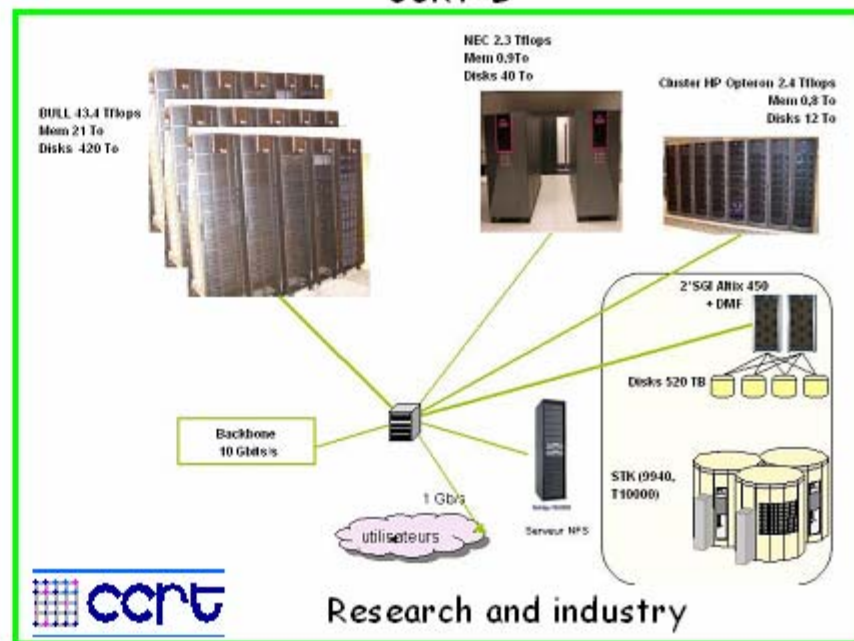 NEC 2.3 Tflops
Mem 0.9To
Disks 40 To
Cluster HP Opteron 2.4 Tflops
Mem 0,8 To
Disks 12 To
BULL 43.4 Tflops
Mem 21 To
Disks 420 To
2*SGI Altix 450
+ DMF
Disks 520 TB
Backbone
10 Gbits/s
STK (9940,
T10000)
1 Gb/s
utilisateurs
Serveur NFS
ccrt
Research and industry